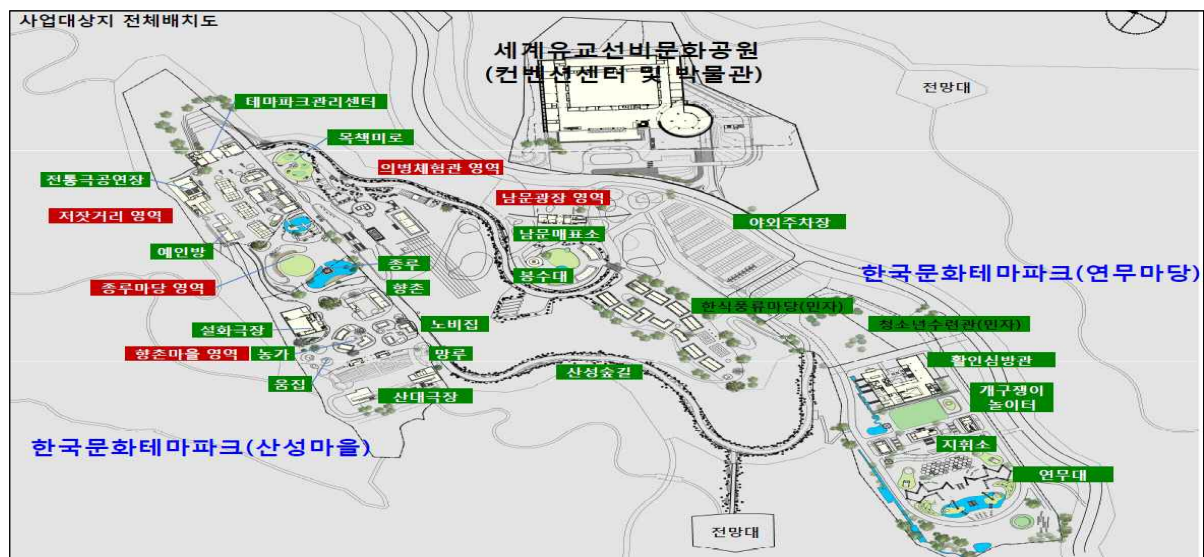 사업대상지 전체배치도
세계유교선비문화공원
(컨벤션센터 및 박물관)
전망대
테마파크관리센터
목책미로
의병체험관 영역
전통극공연장
남문광장 영역
저잣거리 영역
야외주차장
남문매표소
예인방
종루
봉수대
한국문화테마파크(연무마당)
종루마당 영역
향촌
한식풍류마당(민자)
노비집
청소년수련관(민자)
설화극장
향촌마을 영역
농가
망루
활인심방관
산성숲길
움집
산대극장
개구쟁이
놀이터
한국문화테마파크(산성마을)
지휘소
연무대
전망대